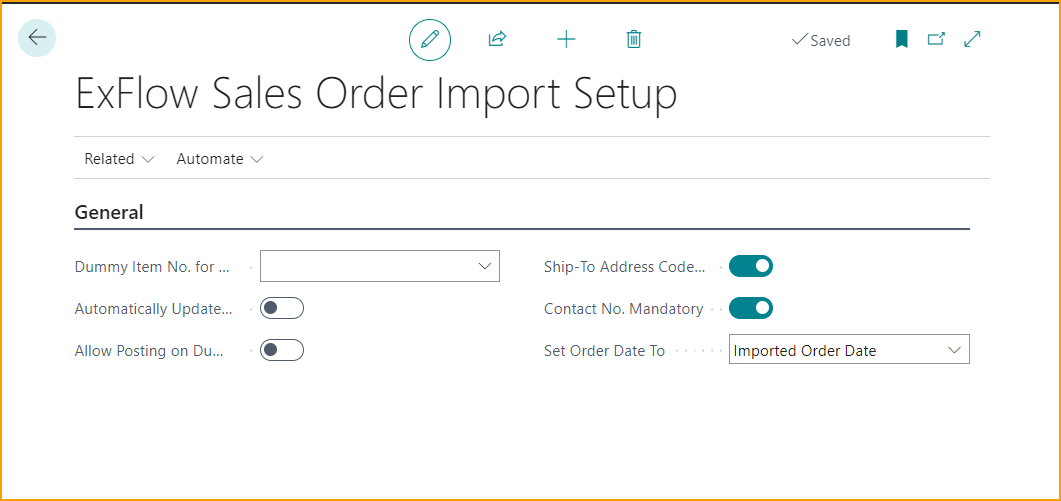 Saved
ExFlow Sales Order Import Setup
Related Automate
General
Dummy Item No. for ...
Ship-To Address Code...
Automatically Update...
Contact No. Mandatory
Allow Posting on Du...
Set Order Date To Imported Order Date